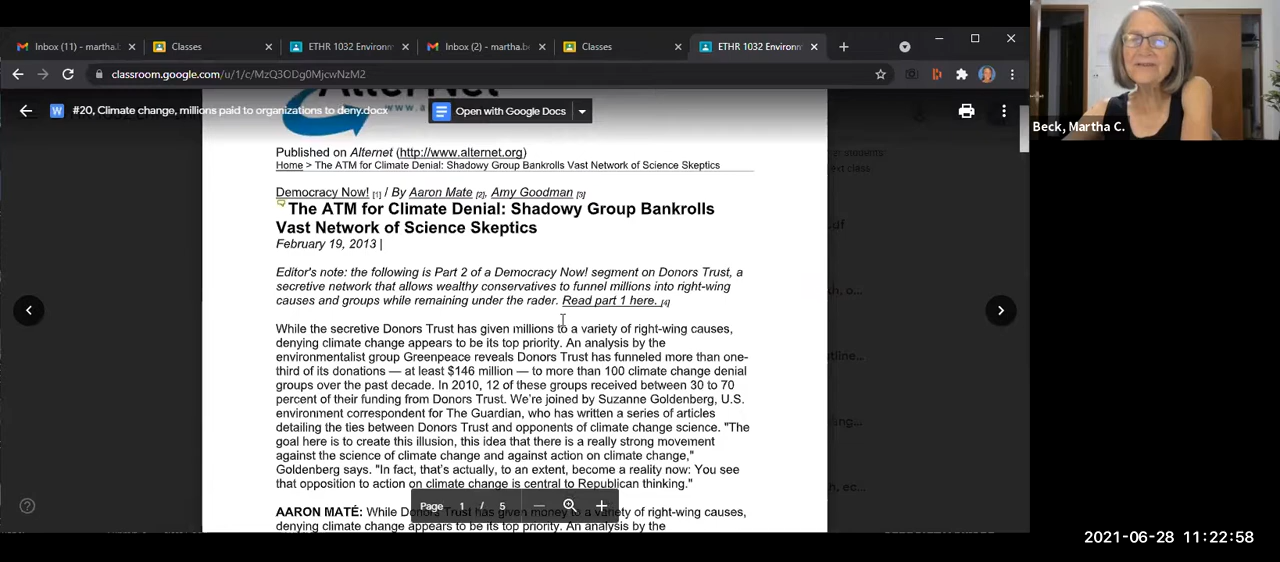 Inbox (11) - martha.b
Classes
ETHR 1032 Environm
Inbox (2) - martha.be
Classes
ETHR 1032 Environm
classroom.google.com/u/1/c/MzQ3ODg0MjcwNzM2
#20, Climate change, millions paid to organizations to deny.docx
Open with Google Docs
Beck, Martha C.
AlterNet
www.a
Published on Alternet (http://www.alternet.org)
Home > The ATM for Climate Denial: Shadowy Group Bankrolls Vast Network of Science Skeptics
Democracy Now! [1] / By Aaron Mate [2], Amy Goodman [3]
The ATM for Climate Denial: Shadowy Group Bankrolls
Vast Network of Science Skeptics
February 19, 2013 |
Editor's note: the following is Part 2 of a Democracy Now! segment on Donors Trust, a
secretive network that allows wealthy conservatives to funnel millions into right-wing
causes and groups while remaining under the rader. Read part 1 here. [4]
While the secretive Donors Trust has given millions to a variety of right-wing causes,
denying climate change appears to be its top priority. An analysis by the
environmentalist group Greenpeace reveals Donors Trust has funneled more than one-
third of its donations — at least $146 million — to more than 100 climate change denial
groups over the past decade. In 2010, 12 of these groups received between 30 to 70
percent of their funding from Donors Trust. We're joined by Suzanne Goldenberg, U.S.
environment correspondent for The Guardian, who has written a series of articles
detailing the ties between Donors Trust and opponents of climate change science. "The
goal here is to create this illusion, this idea that there is a really strong movement
against the science of climate change and against action on climate change,"
Goldenberg says. "In fact, that's actually, to an extent, become a reality now: You see
that opposition to action on climate change is central to Republican thinking."
Page 1 / 5
AARON MATÉ: While Donors Trust has given money to a variety of right-wing causes,
denying climate change appears to be its top priority. An analysis by the
2021-06-28 11:22:58